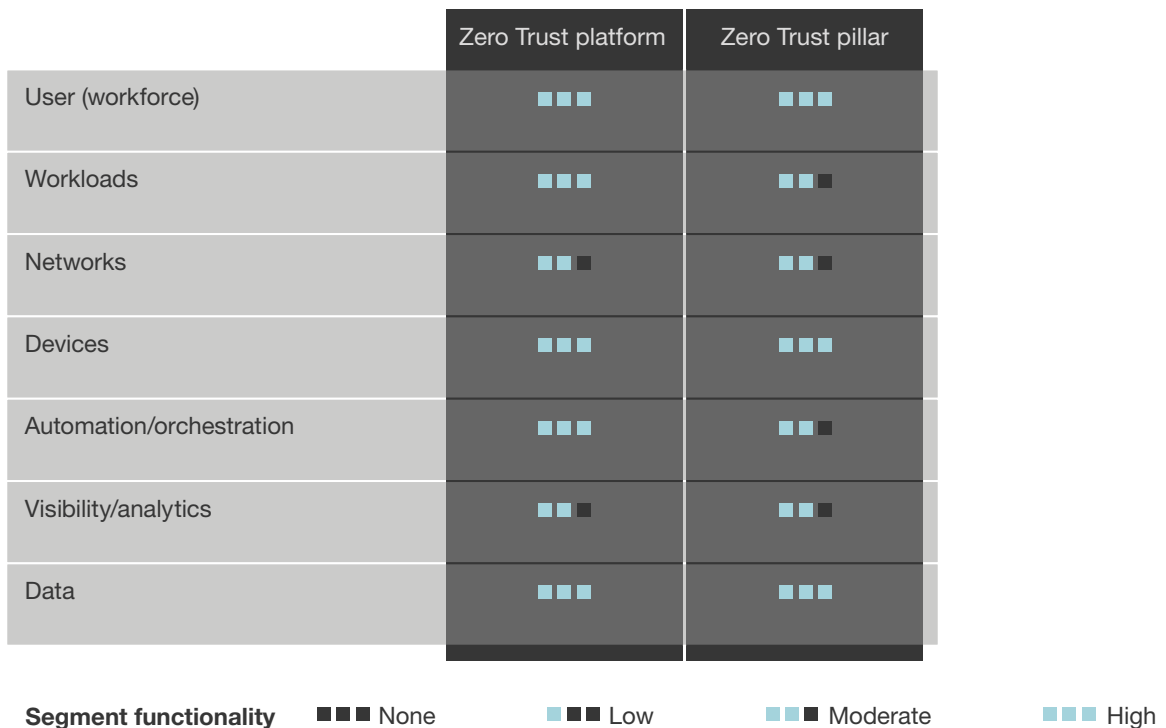 Zero Trust platform Zero Trust pillar
User (workforce)
Workloads
Networks
Devices
Automation/orchestration
Visibility/analytics
Data
Segment functionality None Low Moderate High